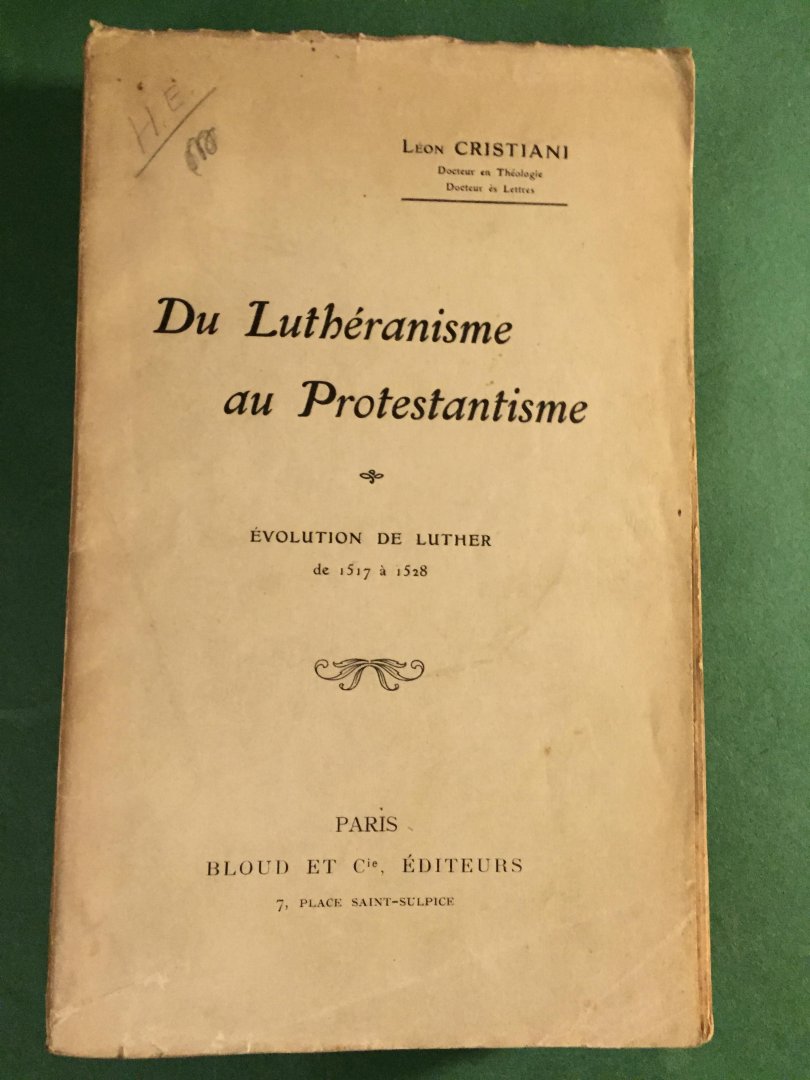 H.E.
LÉON CRISTIANI
Docteur en Théologie
Docteur ès Lettres
Du Luthéranisme
au Protestantisme
ÉVOLUTION DE LUTHER
de 1517 à 1528
PARIS
BLOUD ET Cie, ÉDITEURS
7, PLACE SAINT-SULPICE